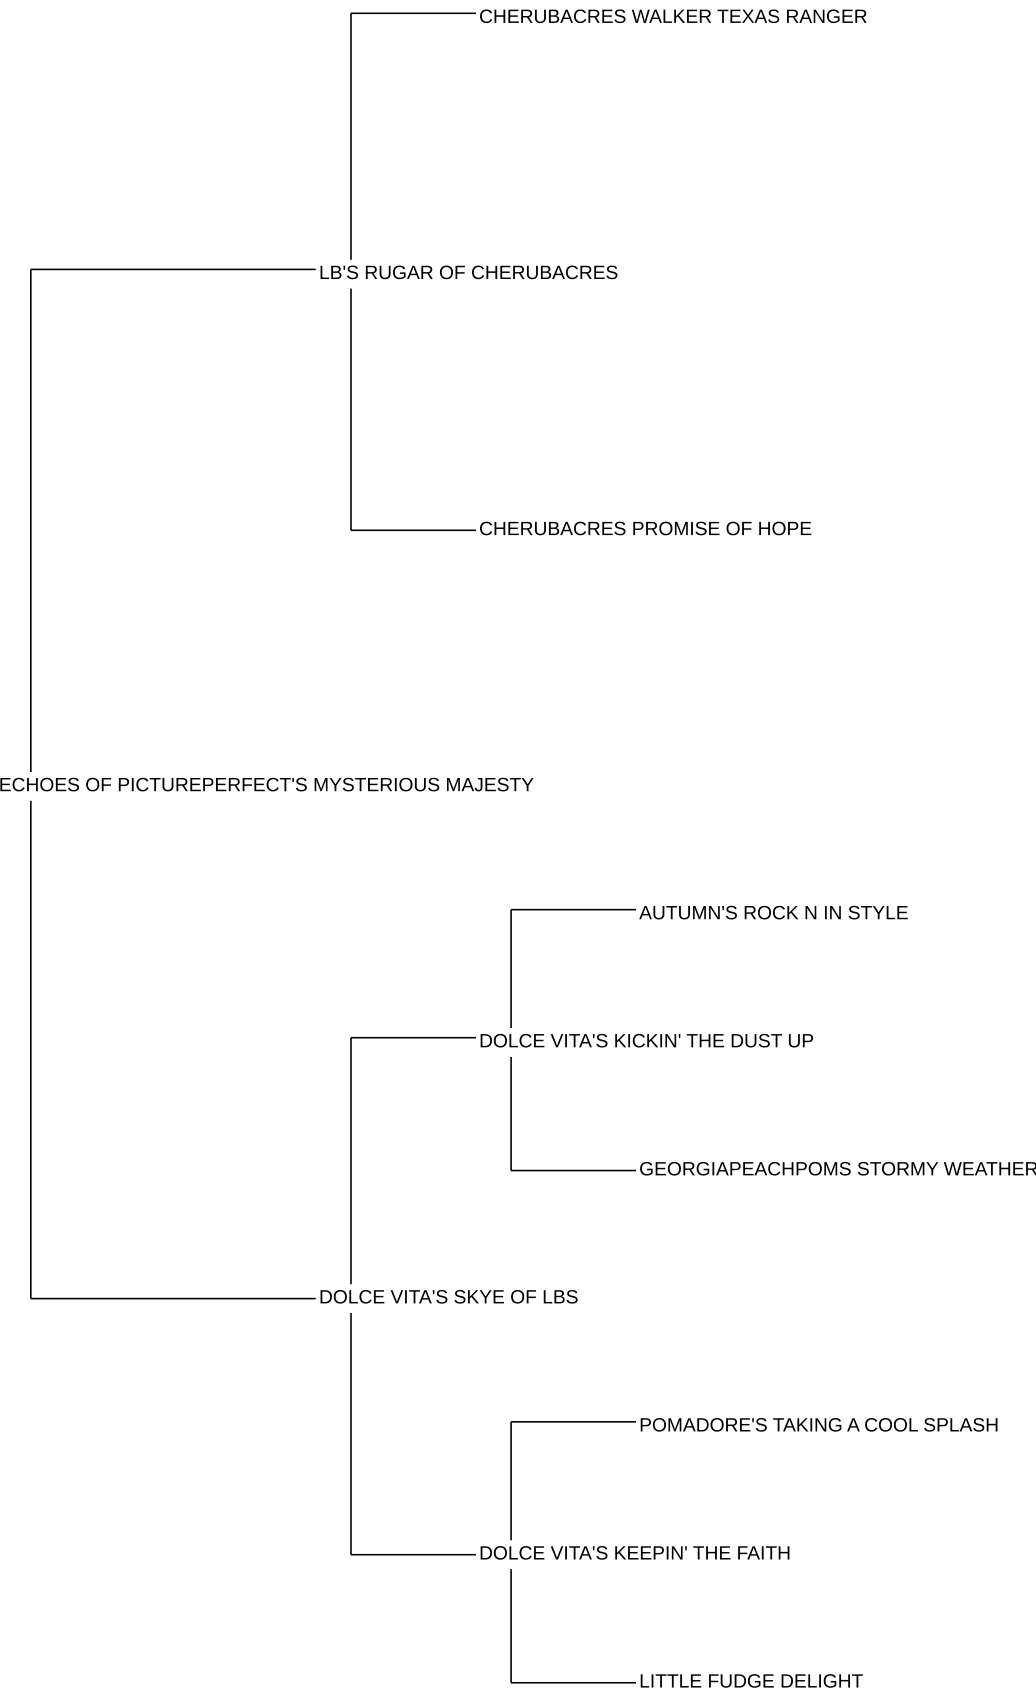 CHERUBACRES WALKER TEXAS RANGER
LB'S RUGAR OF CHERUBACRES
CHERUBACRES PROMISE OF HOPE
ECHOES OF PICTUREPERFECT'S MYSTERIOUS MAJESTY
AUTUMN'S ROCK N IN STYLE
DOLCE VITA'S KICKIN' THE DUST UP
GEORGIAPEACHPOMS STORMY WEATHER
DOLCE VITA'S SKYE OF LBS
POMADORE'S TAKING A COOL SPLASH
DOLCE VITA'S KEEPIN' THE FAITH
LITTLE FUDGE DELIGHT